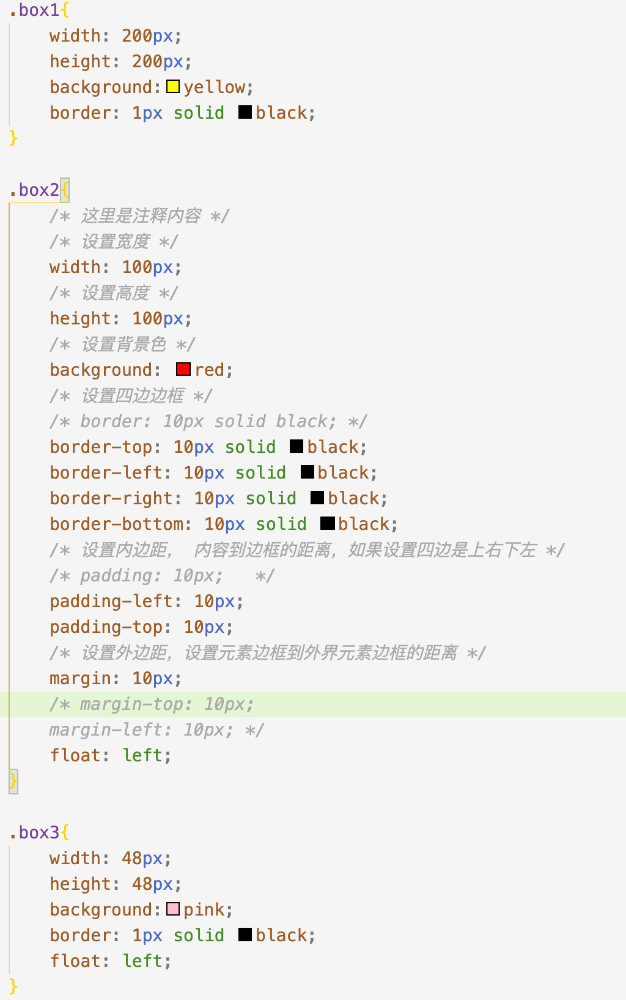 .box1{
    width: 200px;
    height: 200px;
    background:yellow;
    border: 1px solid black;
}

.box2{
    /* 这里是注释内容 */
    /* 设置宽度 */
    width: 100px;
    /* 设置高度 */
    height: 100px;
    /* 设置背景色 */
    background: red;
    /* 设置四边边框 */
    /* border: 10px solid black; */
    border-top: 10px solid black;
    border-left: 10px solid black;
    border-right: 10px solid black;
    border-bottom: 10px solid black;
    /* 设置内边距， 内容到边框的距离，如果设置四边是上右下左 */
    /* padding: 10px;   */
    padding-left: 10px;
    padding-top: 10px;
    /* 设置外边距，设置元素边框到外界元素边框的距离 */
    margin: 10px;
    /* margin-top: 10px;
    margin-left: 10px; */
    float: left;
}

.box3{
    width: 48px;
    height: 48px;
    background:pink;
    border: 1px solid black;
    float: left;
}